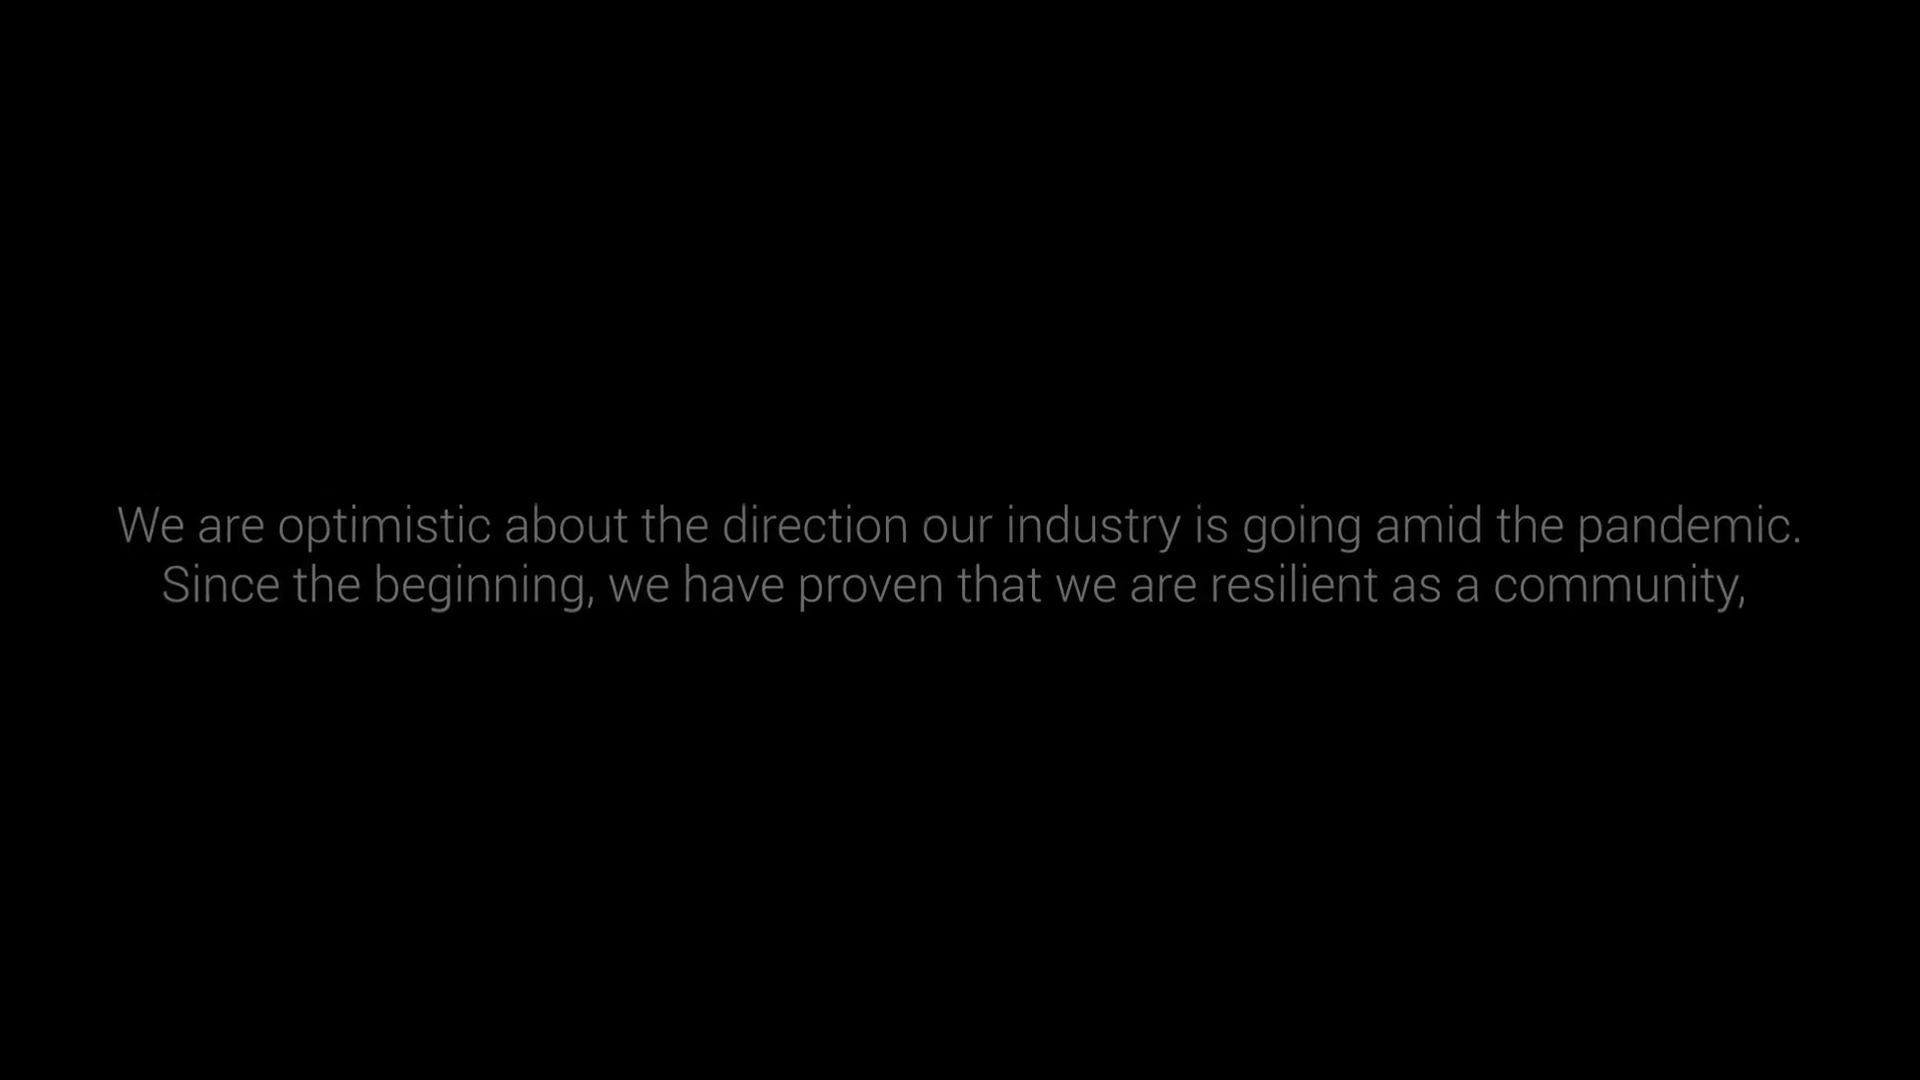 We are optimistic about the direction our industry is going amid the pandemic.
Since the beginning, we have proven that we are resilient as a community,